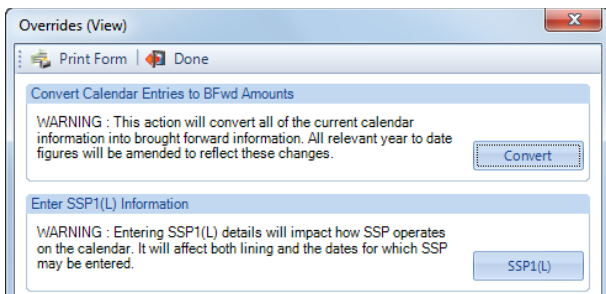 Overrides (View)
Print Form Done
Convert Calendar Entries to BFwd Amounts
WARNING : This action will convert all of the current calendar
information into brought forward information. All relevant year to date
figures will be amended to reflect these changes.
Convert
Enter SSP1(L) Information
WARNING : Entering SSP1(L) details will impact how SSP operates
on the calendar. It will affect both lining and the dates for which SSP
may be entered.
SSP1(L)